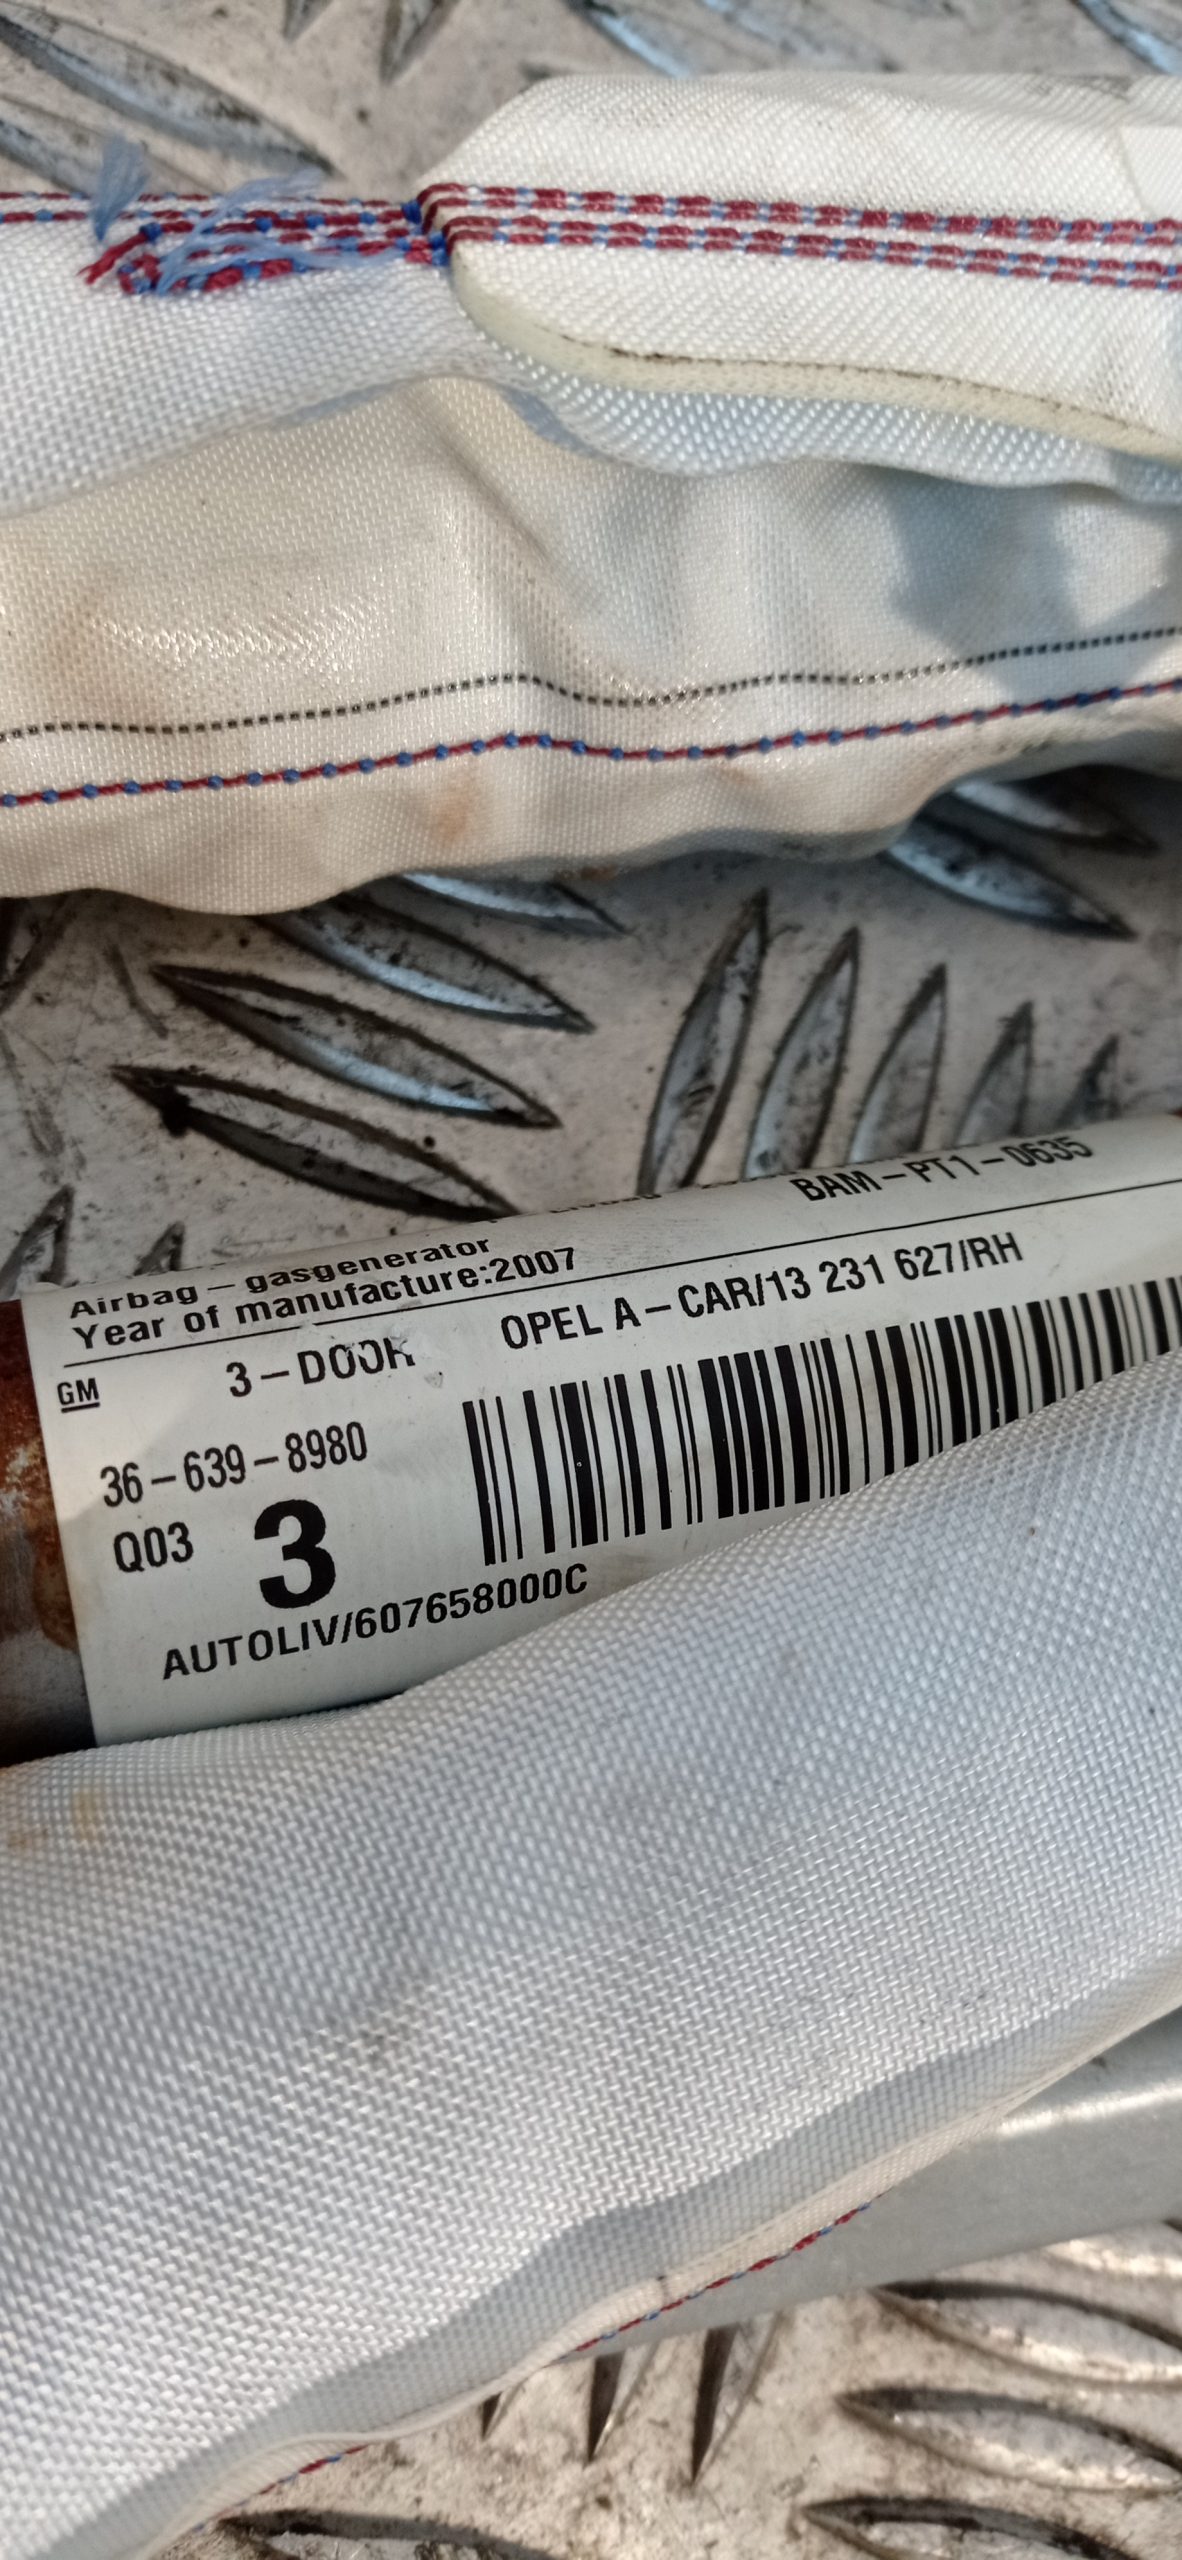 BAM-PT1-0635
Airbag-gasgenerator
Year of manufacture:2007
GM 3-DOOR OPEL A-CAR/13 231 627/RH
36-639-8980
Q03 3
AUTOLIV/607658000C